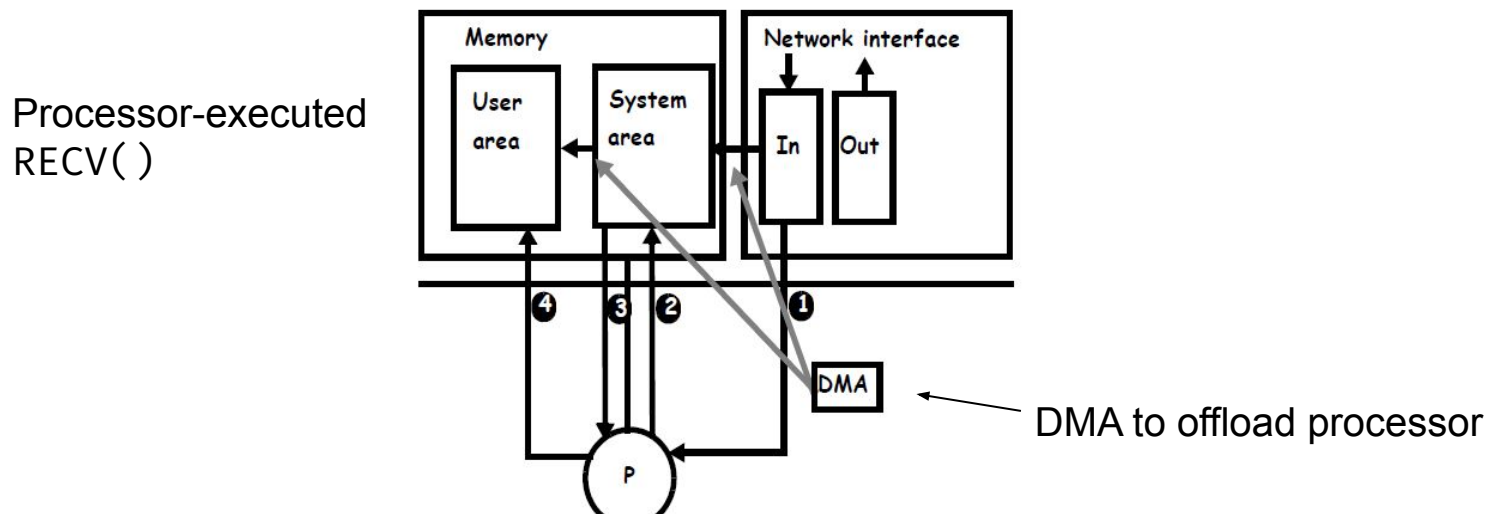 Memory
Network interface
User
area
System
area
In
Out
Processor-executed
RECV()
4
3
2
1
DMA
DMA to offload processor
P